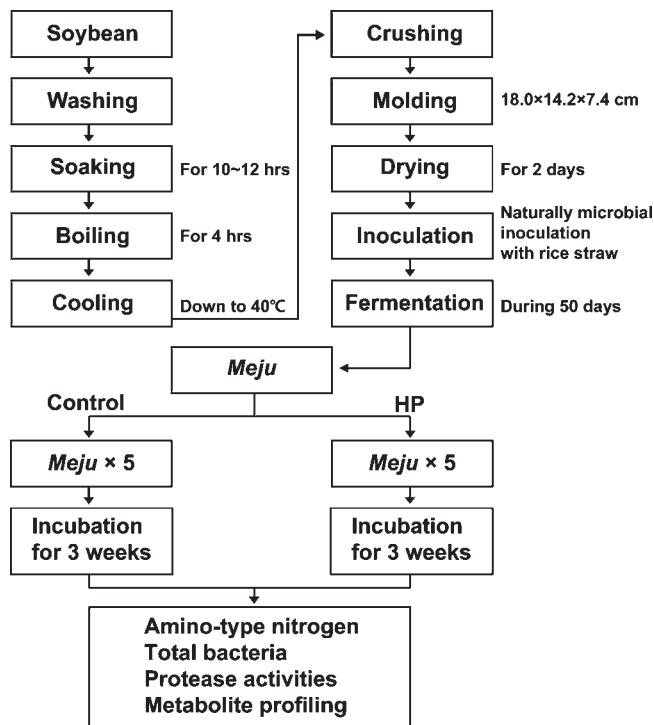 Soybean
Washing
Soaking
For 10~12 hrs
Boiling
For 4 hrs
Cooling
Down to 40℃
Crushing
Molding
18.0×14.2×7.4 cm
Drying
For 2 days
Inoculation
Naturally microbial
inoculation
with rice straw
Fermentation
During 50 days
Meju
Control
HP
Meju × 5
Meju × 5
Incubation
for 3 weeks
Incubation
for 3 weeks
Amino-type nitrogen
Total bacteria
Protease activities
Metabolite profiling